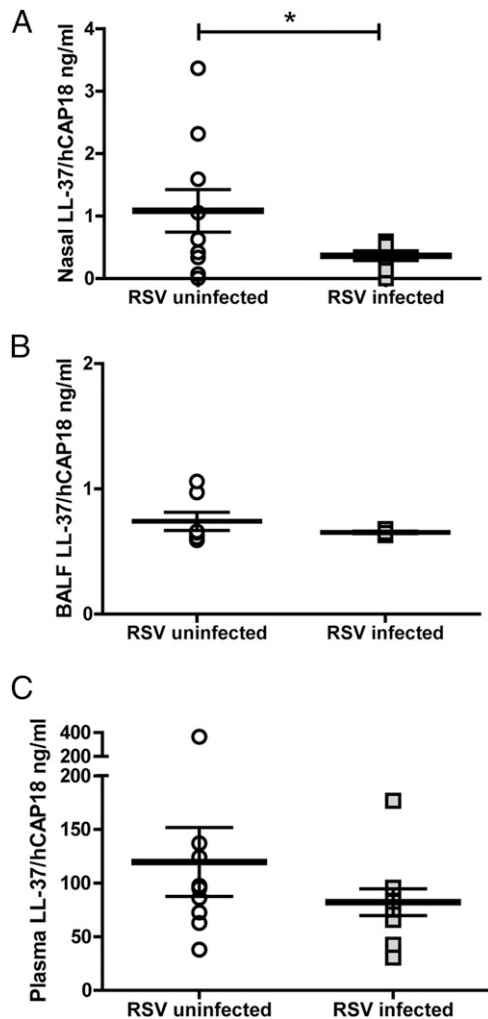 A
*
Nasal LL-37/hCAP18 ng/ml
4
3
2
1
0
RSV uninfected RSV infected
B
BALF LL-37/hCAP18 ng/ml
2
1
0
RSV uninfected RSV infected
C
Plasma LL-37/hCAP18 ng/ml
400
200
200
150
100
50
0
RSV uninfected RSV infected